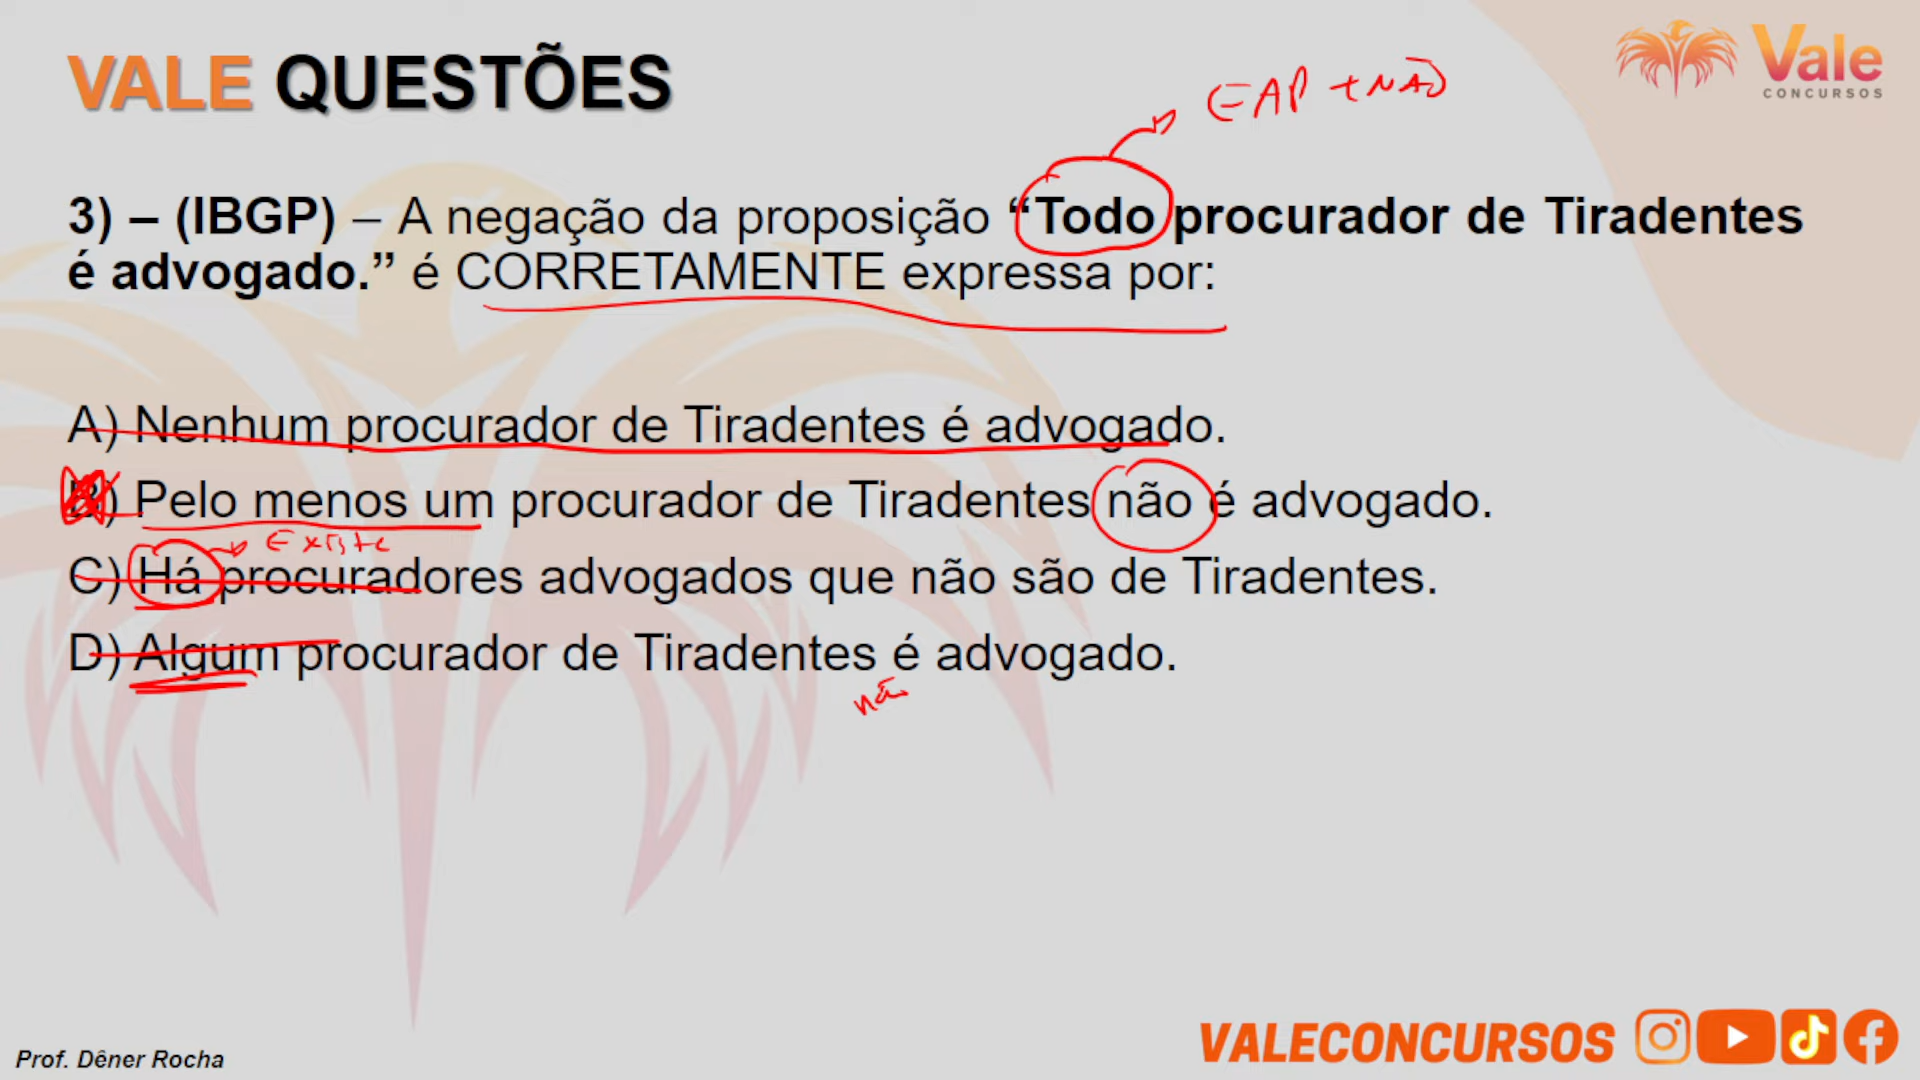 VALE QUESTÕES
Vale
CONCURSOS
EAP + NÃO
3) – (IBGP) – A negação da proposição “Todo procurador de Tiradentes
é advogado.” é CORRETAMENTE expressa por:
A) Nenhum procurador de Tiradentes é advogado.
B) Pelo menos um procurador de Tiradentes não é advogado.
Existe
C) Há procuradores advogados que não são de Tiradentes.
D) Algum procurador de Tiradentes é advogado.
não
VALECONCURSOS
Prof. Dêner Rocha